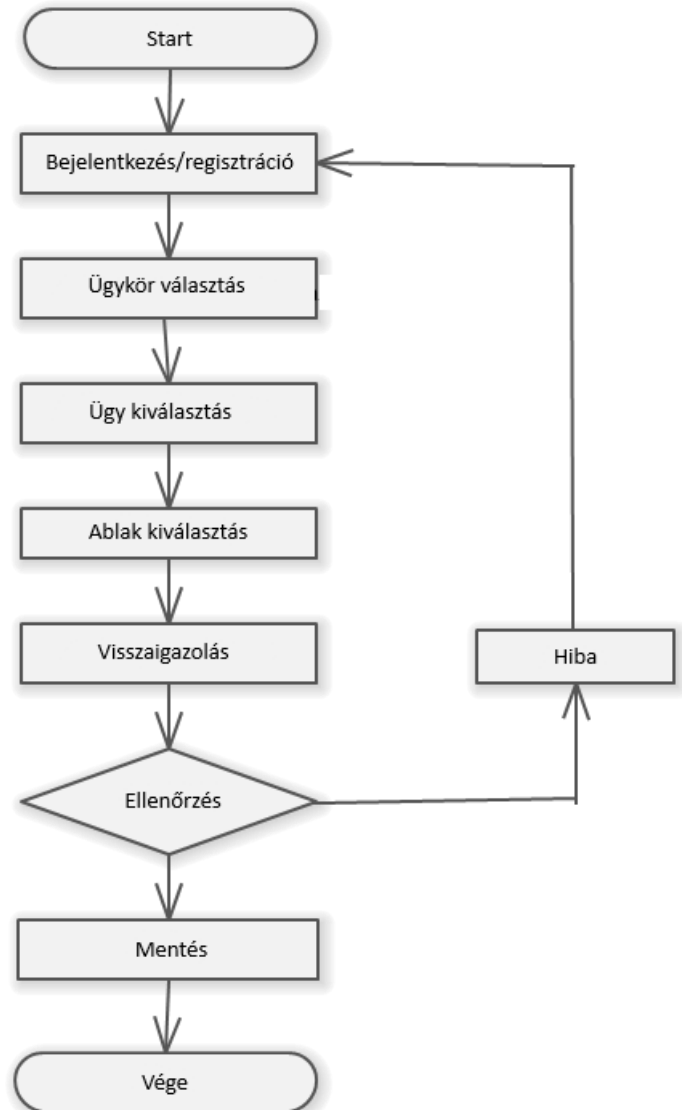 Start
Bejelentkezés/regisztráció
Ügykör választás
Ügy kiválasztás
Ablak kiválasztás
Visszaigazolás
Hiba
Ellenőrzés
Mentés
Vége